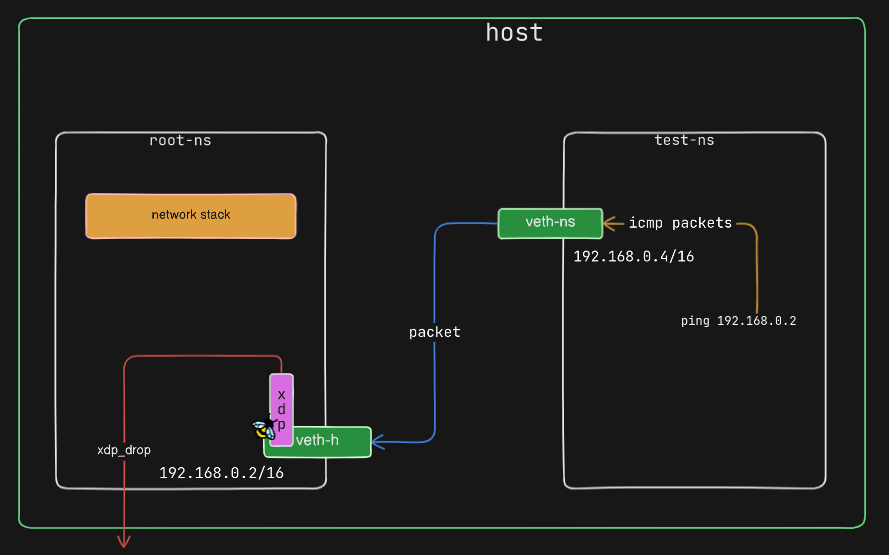 host
root-ns
test-ns
network stack
veth-ns
icmp packets
192.168.0.4/16
ping 192.168.0.2
packet
x
d
p
veth-h
xdp_drop
192.168.0.2/16